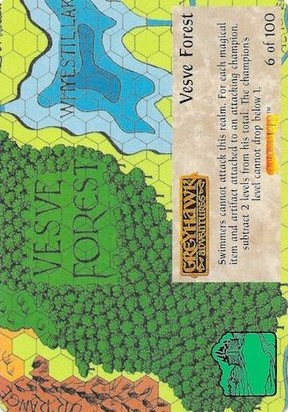 WHYESTILLAK
VESVE
FOREST
Vesve Forest
GREYHAWK
ADVENTURES
Swimmers cannot attack this realm. For each magical
item and artifact attached to an attacking champion,
subtract 2 levels from his total. The champion's
level cannot drop below 1.
6 of 100